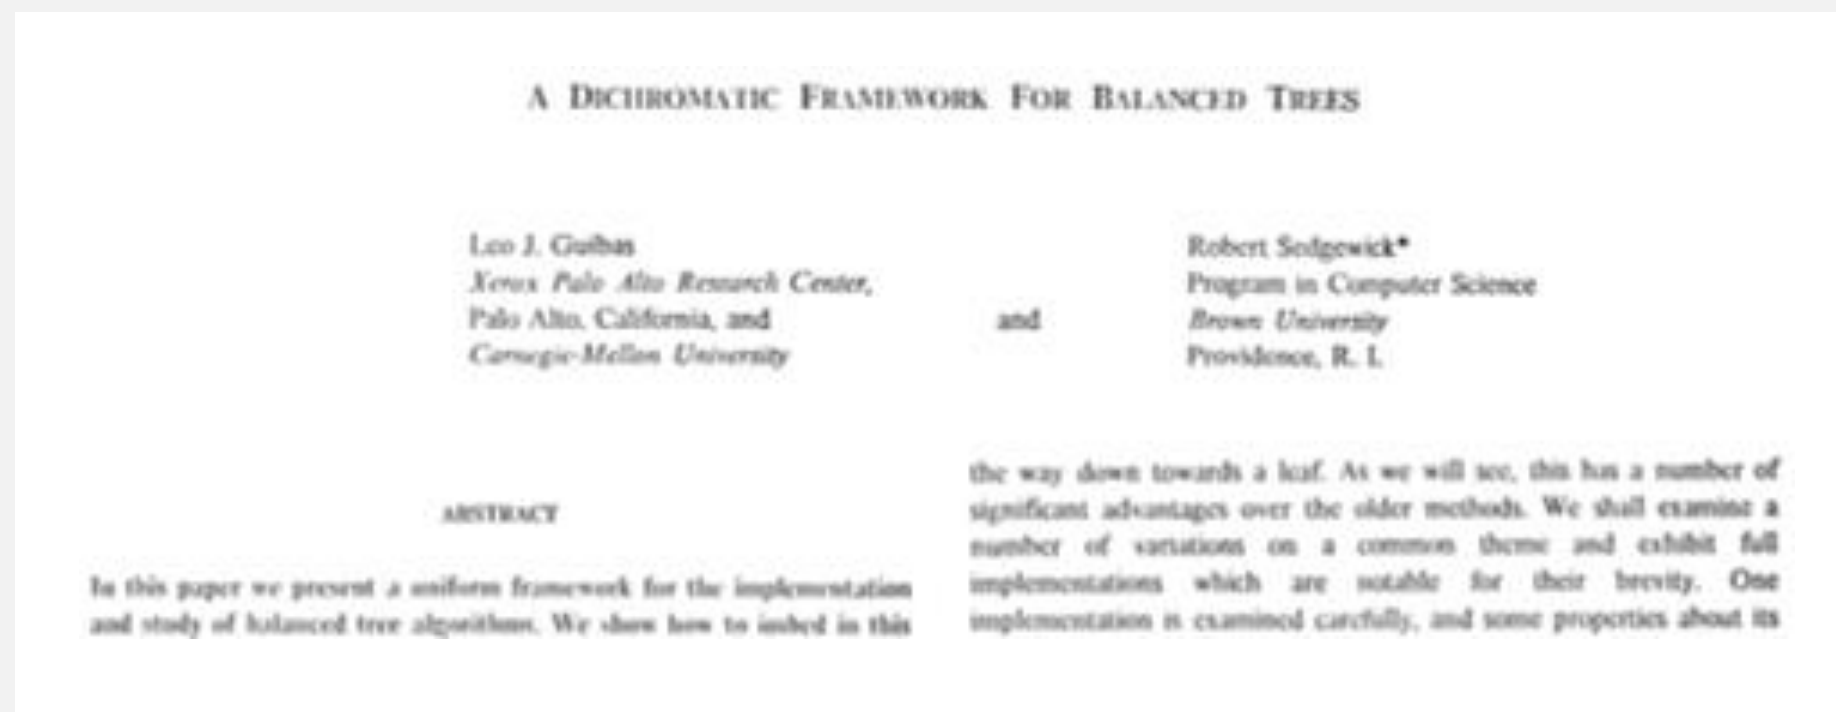 A DICHROMATIC FRAMEWORK FOR BALANCED TREES
Leo J. Guibas
Xerox Palo Alto Research Center,
Palo Alto, California, and
Carnegie-Mellon University
and
Robert Sedgewick*
Program in Computer Science
Brown University
Providence, R. I.
ABSTRACT
In this paper we present a uniform framework for the implementation
and study of balanced tree algorithms. We show how to imbed in this
the way down towards a leaf. As we will see, this has a number of
significant advantages over the older methods. We shall examine a
number of variations on a common theme and exhibit full
implementations which are notable for their brevity. One
implementation is examined carefully, and some properties about its